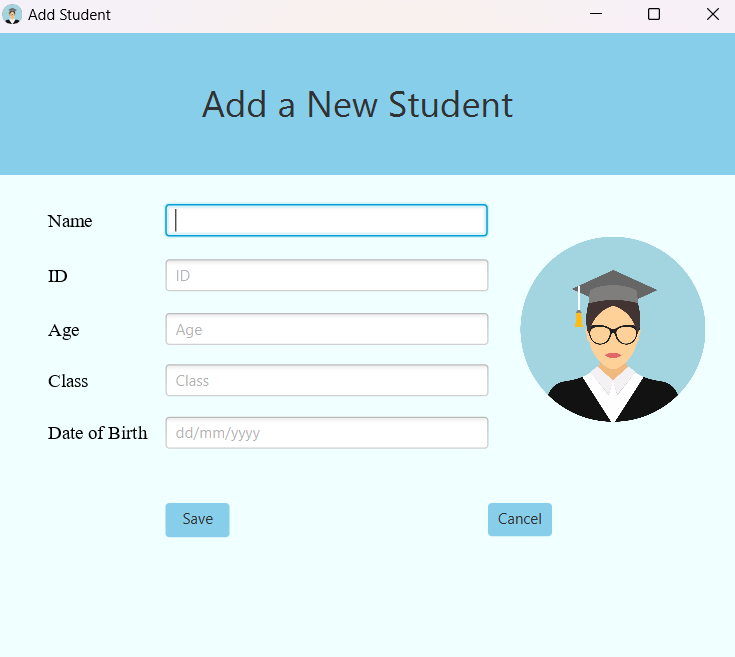 Add Student
Add a New Student
Name
ID ID
Age Age
Class Class
Date of Birth dd/mm/yyyy
Save Cancel